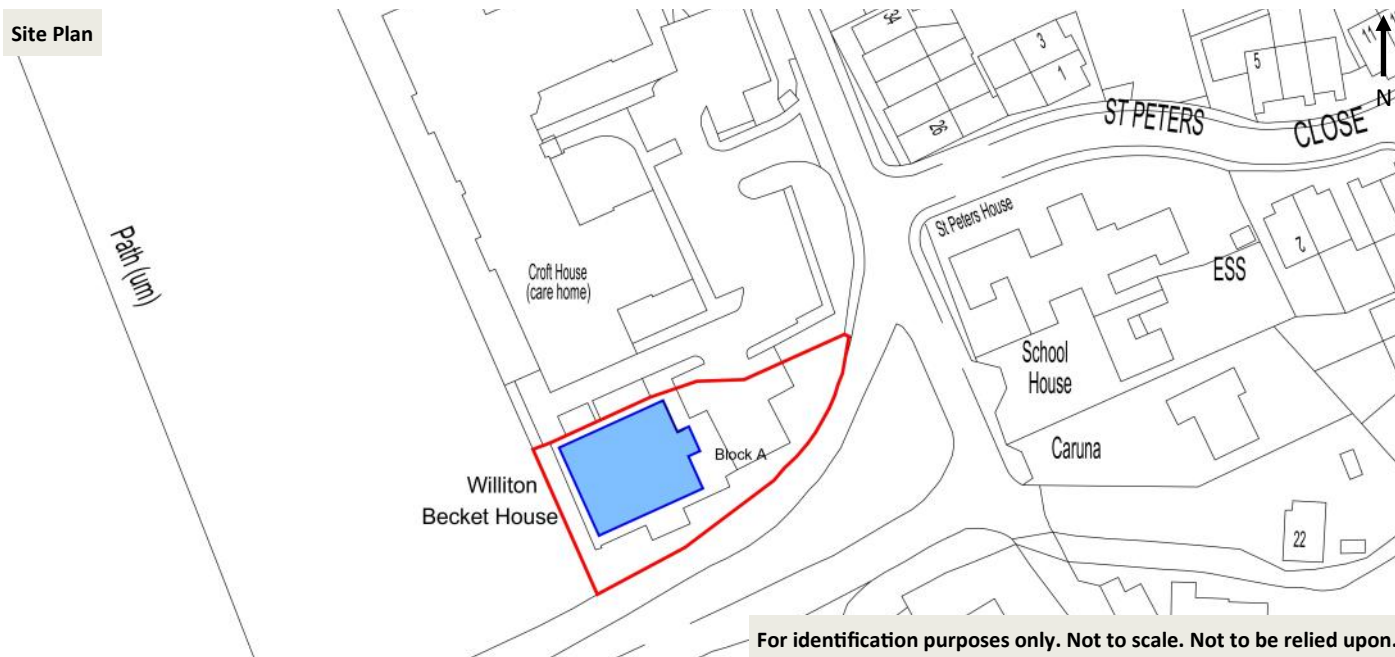 Site Plan
34
3
1
5
11
N
26
ST PETERS
CLOSE
St Peters House
Path (um)
2
ESS
Croft House
(care home)
School
House
Block A
Caruna
Williton
Becket House
22
For identification purposes only. Not to scale. Not to be relied upon.